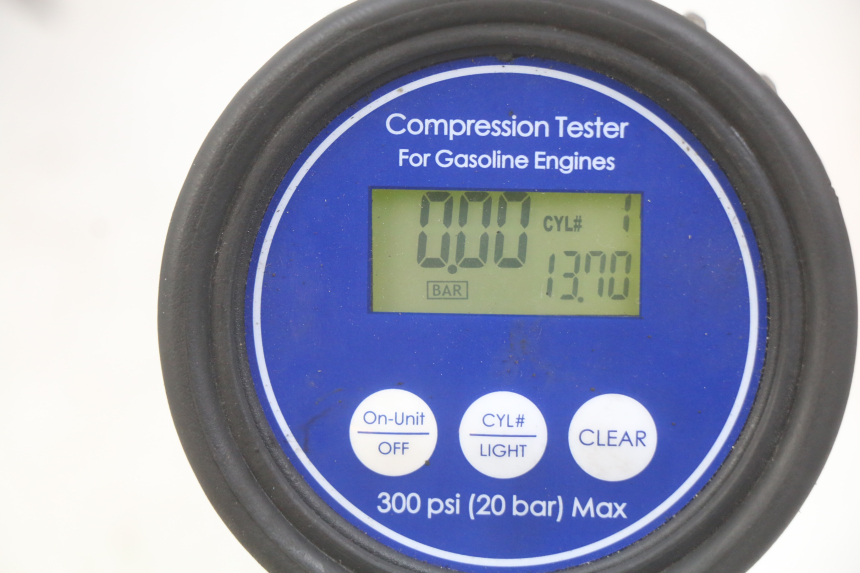 Compression Tester
For Gasoline Engines
0.00 CYL# 1
BAR 13.70
On-Unit
OFF
CYL#
LIGHT
CLEAR
300 psi (20 bar) Max